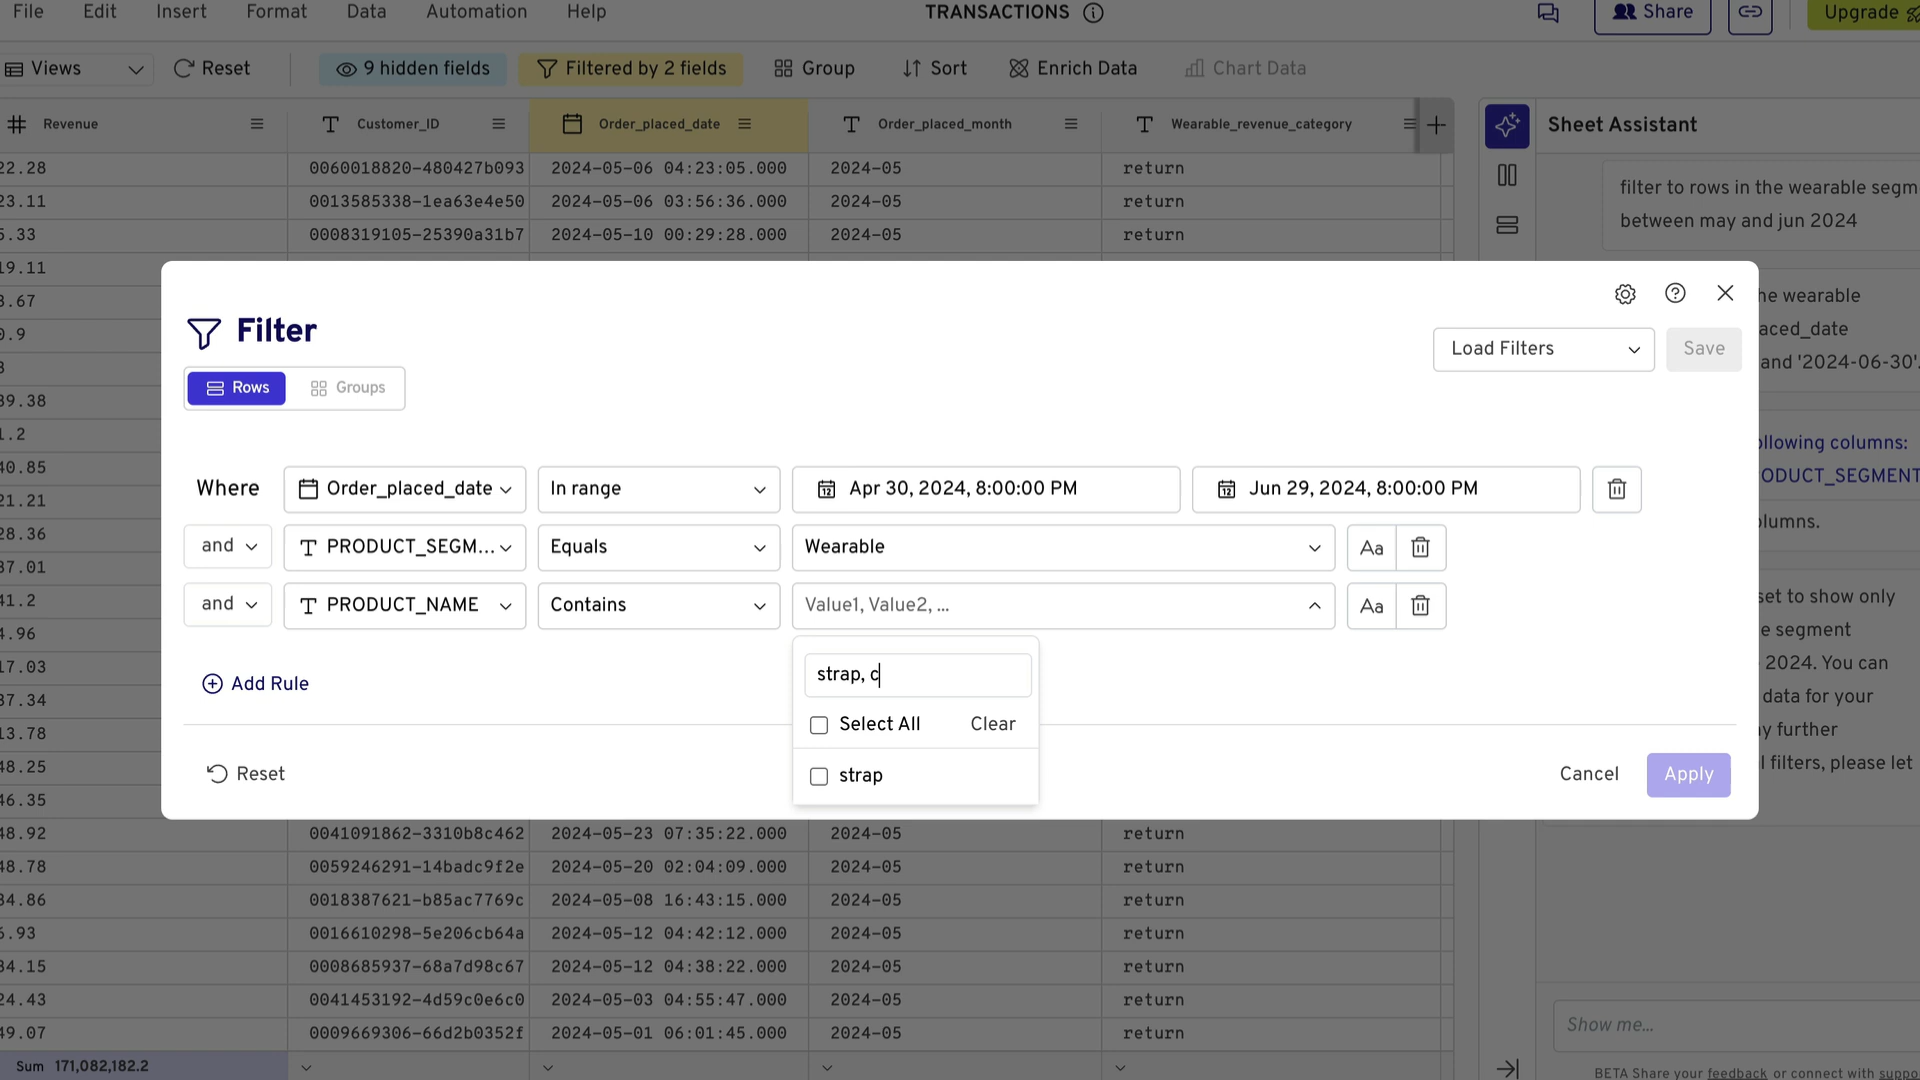 File Edit Insert Format Data Automation Help
TRANSACTIONS
Share
Upgrade
Views
Reset
9 hidden fields
Filtered by 2 fields
Group
Sort
Enrich Data
Chart Data
Revenue Customer_ID Order_placed_date Order_placed_month Wearable_revenue_category
22.28 0060018820-480427b093 2024-05-06 04:23:05.000 2024-05 return
23.11 0013585338-1ea63e4e50 2024-05-06 03:56:36.000 2024-05 return
5.33 0008319105-25390a31b7 2024-05-10 00:29:28.000 2024-05 return
19.11
3.67
0.9
3
39.38
1.2
40.85
21.21
28.36
37.01
41.2
4.96
17.03
37.34
13.78
48.25
46.35
48.92 0041091862-3310b8c462 2024-05-23 07:35:22.000 2024-05 return
48.78 0059246291-14badc9f2e 2024-05-20 02:04:09.000 2024-05 return
34.86 0018387621-b85ac7769c 2024-05-08 16:43:15.000 2024-05 return
6.93 0016610298-5e206cb64a 2024-05-12 04:42:12.000 2024-05 return
34.15 0008685937-68a7d98c67 2024-05-12 04:38:22.000 2024-05 return
24.43 0041453192-4d59c0e6c0 2024-05-03 04:55:47.000 2024-05 return
49.07 0009669306-66d2b0352f 2024-05-01 06:01:45.000 2024-05 return
Sum 171,082,182.2
Filter
Load Filters
Save
Rows
Groups
Where Order_placed_date In range 12 Apr 30, 2024, 8:00:00 PM 12 Jun 29, 2024, 8:00:00 PM
and PRODUCT_SEGM... Equals Wearable Aa
and PRODUCT_NAME Contains Value1, Value2, ... Aa
strap, c
Select All Clear
strap
Add Rule
Reset
Cancel
Apply
Sheet Assistant
filter to rows in the wearable segm
between may and jun 2024
he wearable
aced_date
and '2024-06-30'.
ollowing columns:
ODUCT_SEGMENT
olumns.
set to show only
e segment
2024. You can
data for your
y further
filters, please let
Show me...
BETA Share your feedback or connect with suppo